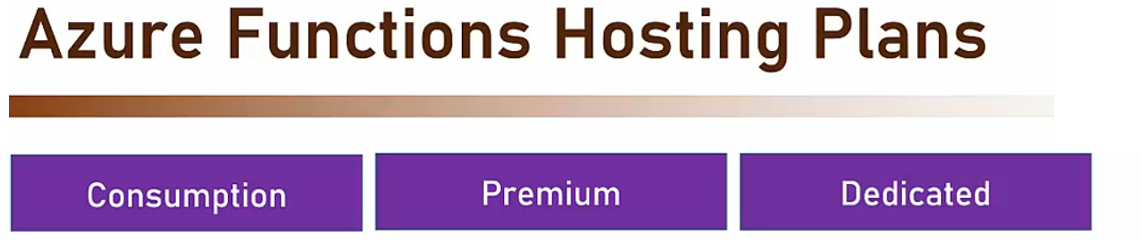 Azure Functions Hosting Plans
Consumption
Premium
Dedicated